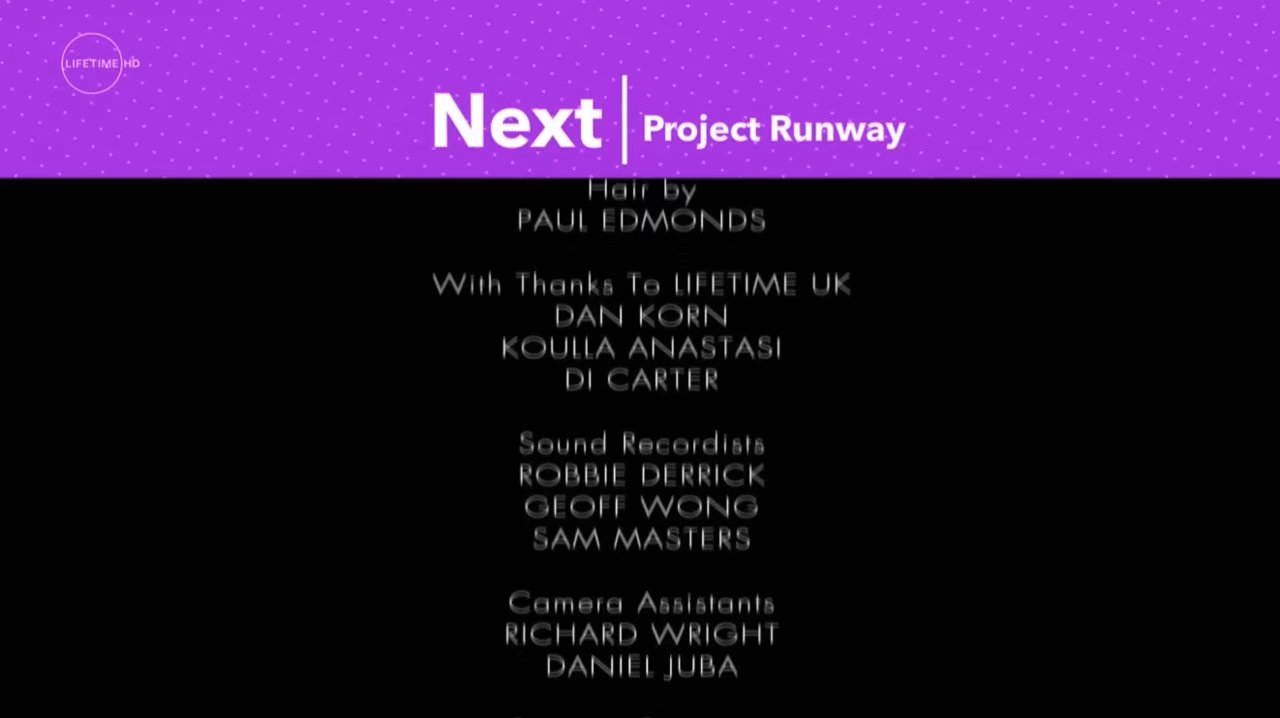 LIFETIME HD
Next | Project Runway
Hair by
PAUL EDMONDS
With Thanks To LIFETIME UK
DAN KORN
KOULLA ANASTASI
DI CARTER
Sound Recordists
ROBBIE DERRICK
GEOFF WONG
SAM MASTERS
Camera Assistants
RICHARD WRIGHT
DANIEL JUBA